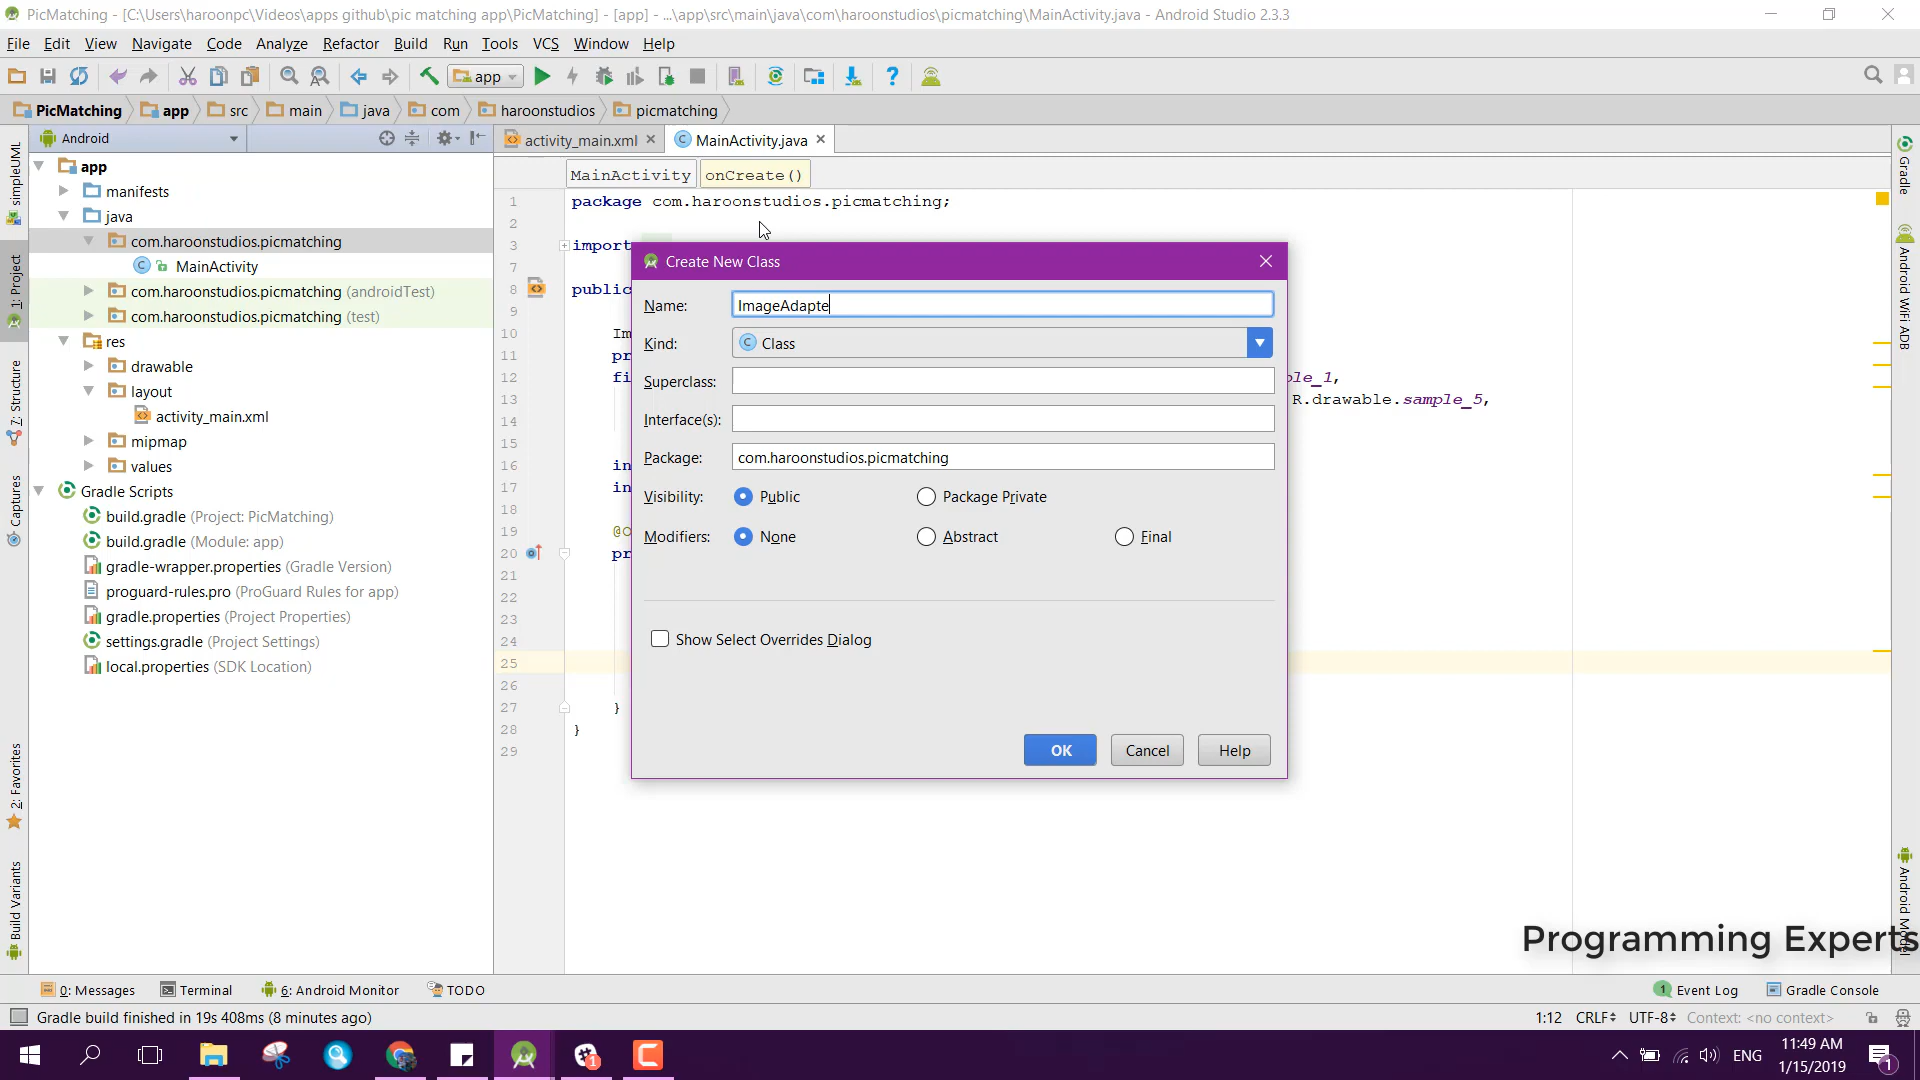 PicMatching - [C:\Users\haroonpc\Videos\apps github\pic matching app\PicMatching] - [app] - ...\app\src\main\java\com\haroonstudios\picmatching\MainActivity.java - Android Studio 2.3.3
File Edit View Navigate Code Analyze Refactor Build Run Tools VCS Window Help
app
PicMatching app src main java com haroonstudios picmatching
Android
activity_main.xml MainActivity.java
MainActivity onCreate()
simpleUML
1: Project
7: Structure
Captures
2: Favorites
Build Variants
app
manifests
java
com.haroonstudios.picmatching
MainActivity
com.haroonstudios.picmatching (androidTest)
com.haroonstudios.picmatching (test)
res
drawable
layout
activity_main.xml
mipmap
values
Gradle Scripts
build.gradle (Project: PicMatching)
build.gradle (Module: app)
gradle-wrapper.properties (Gradle Version)
proguard-rules.pro (ProGuard Rules for app)
gradle.properties (Project Properties)
settings.gradle (Project Settings)
local.properties (SDK Location)
1 package com.haroonstudios.picmatching;
2
3 import
7
8 public
9
10 Im
11 pr
12 fi ple_1,
13 R.drawable.sample_5,
14
15
16 in
17 in
18
19 @O
20 pr
21
22
23
24
25
26
27 }
28 }
29
Create New Class
Name: ImageAdapte
Kind: Class
Superclass:
Interface(s):
Package: com.haroonstudios.picmatching
Visibility: Public Package Private
Modifiers: None Abstract Final
Show Select Overrides Dialog
OK Cancel Help
Gradle
Android WiFi ADB
Android Model
Programming Experts
0: Messages Terminal 6: Android Monitor TODO 1 Event Log Gradle Console
Gradle build finished in 19s 408ms (8 minutes ago) 1:12 CRLF UTF-8 Context: <no context>
1 ENG 11:49 AM
1/15/2019 1